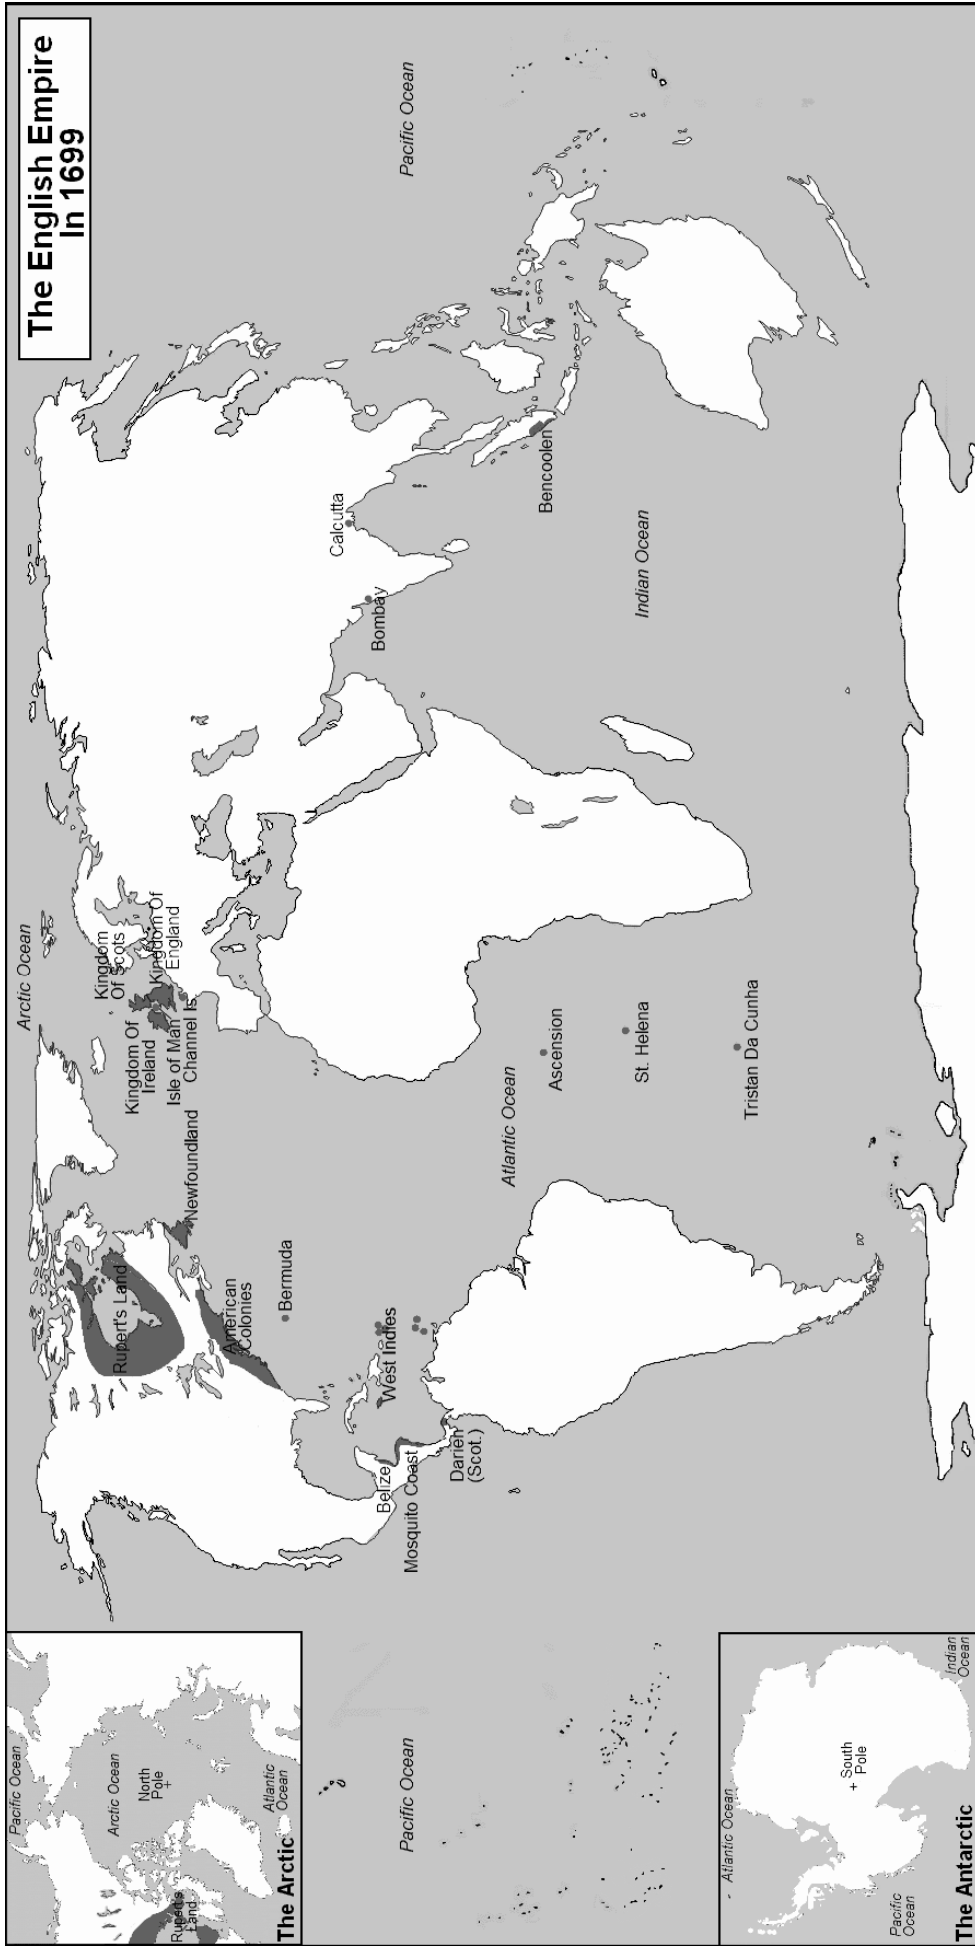 The English Empire
In 1699
Arctic Ocean
Pacific Ocean
Kingdom
Of Scots
Kingdom Of
England
Kingdom Of
Ireland
Isle of Man
Channel Is
Newfoundland
Rupert's Land
American
Colonies
Bermuda
West Indies
Belize
Mosquito Coast
Darien
(Scot.)
Atlantic Ocean
Ascension
St. Helena
Tristan Da Cunha
Calcutta
Bombay
Bencoolen
Indian Ocean
Pacific Ocean
Pacific Ocean
Arctic Ocean
North
Pole
+
Atlantic
Ocean
Rupert's
Land
The Arctic
Atlantic Ocean
+ South
Pole
Pacific
Ocean
Indian
Ocean
The Antarctic